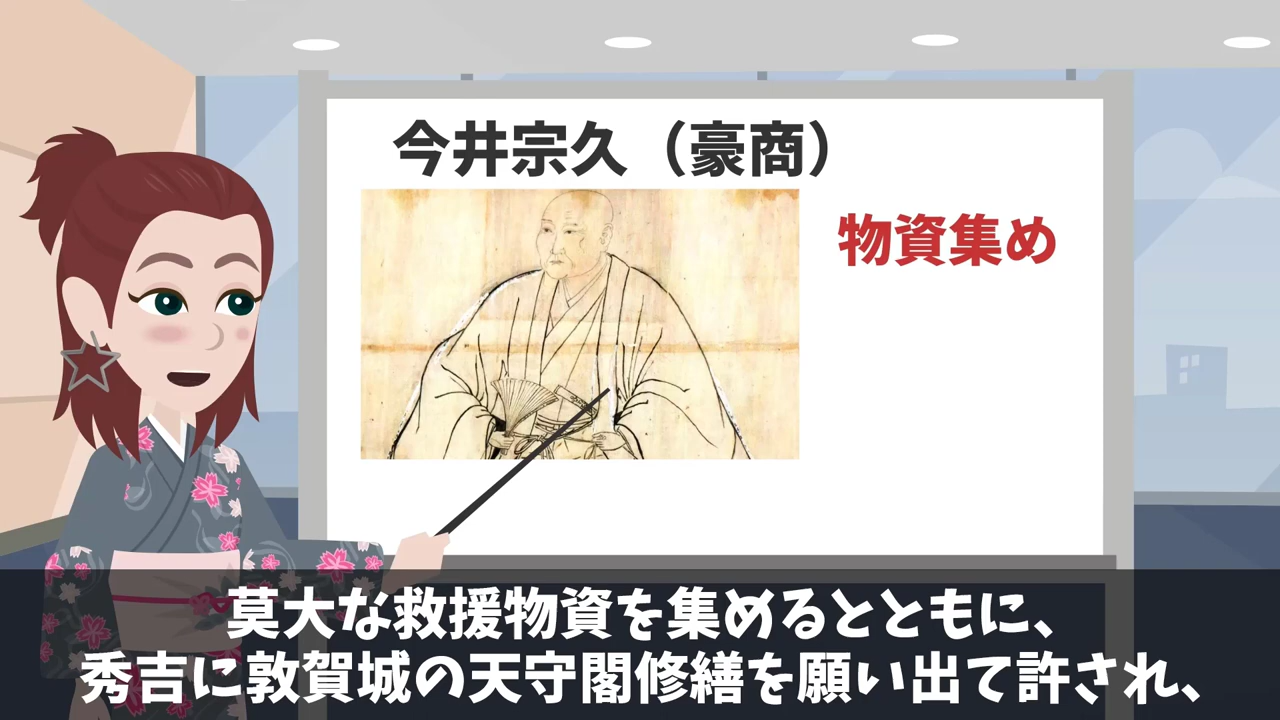 今井宗久（豪商）
物資集め
莫大な救援物資を集めるとともに、
秀吉に敦賀城の天守閣修繕を願い出て許され、